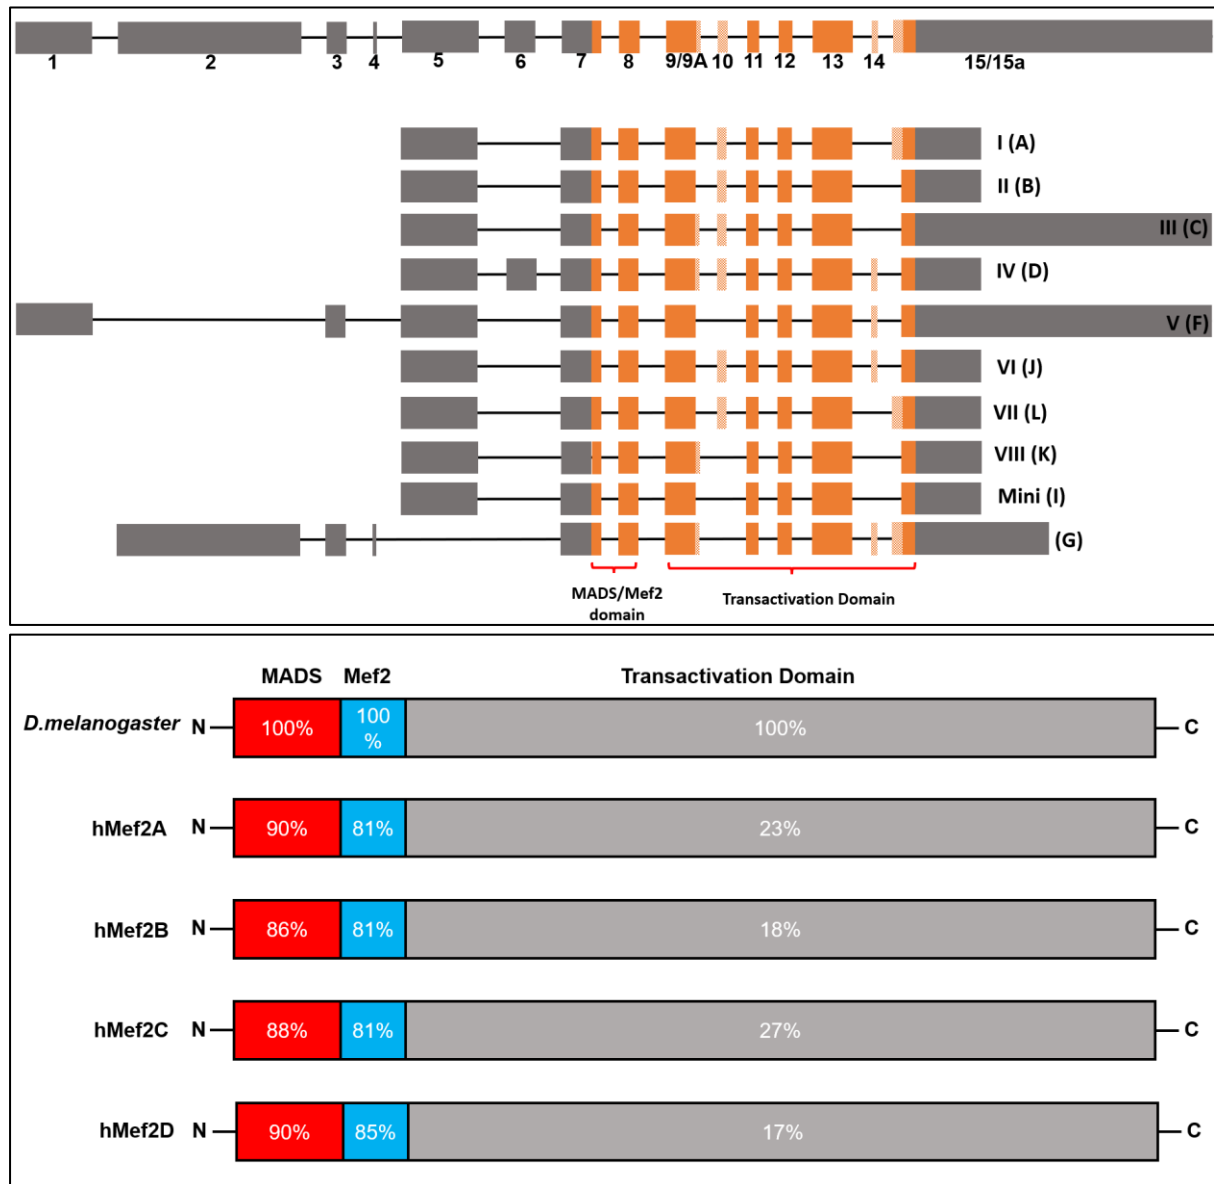 1 2 3 4 5 6 7 8 9/9A 10 11 12 13 14 15/15a
I (A)
II (B)
III (C)
IV (D)
V (F)
VI (J)
VII (L)
VIII (K)
Mini (I)
(G)
MADS/Mef2
domain
Transactivation Domain
MADS Mef2 Transactivation Domain
D.melanogaster N 100% 100
% 100% C
hMef2A N 90% 81% 23% C
hMef2B N 86% 81% 18% C
hMef2C N 88% 81% 27% C
hMef2D N 90% 85% 17% C